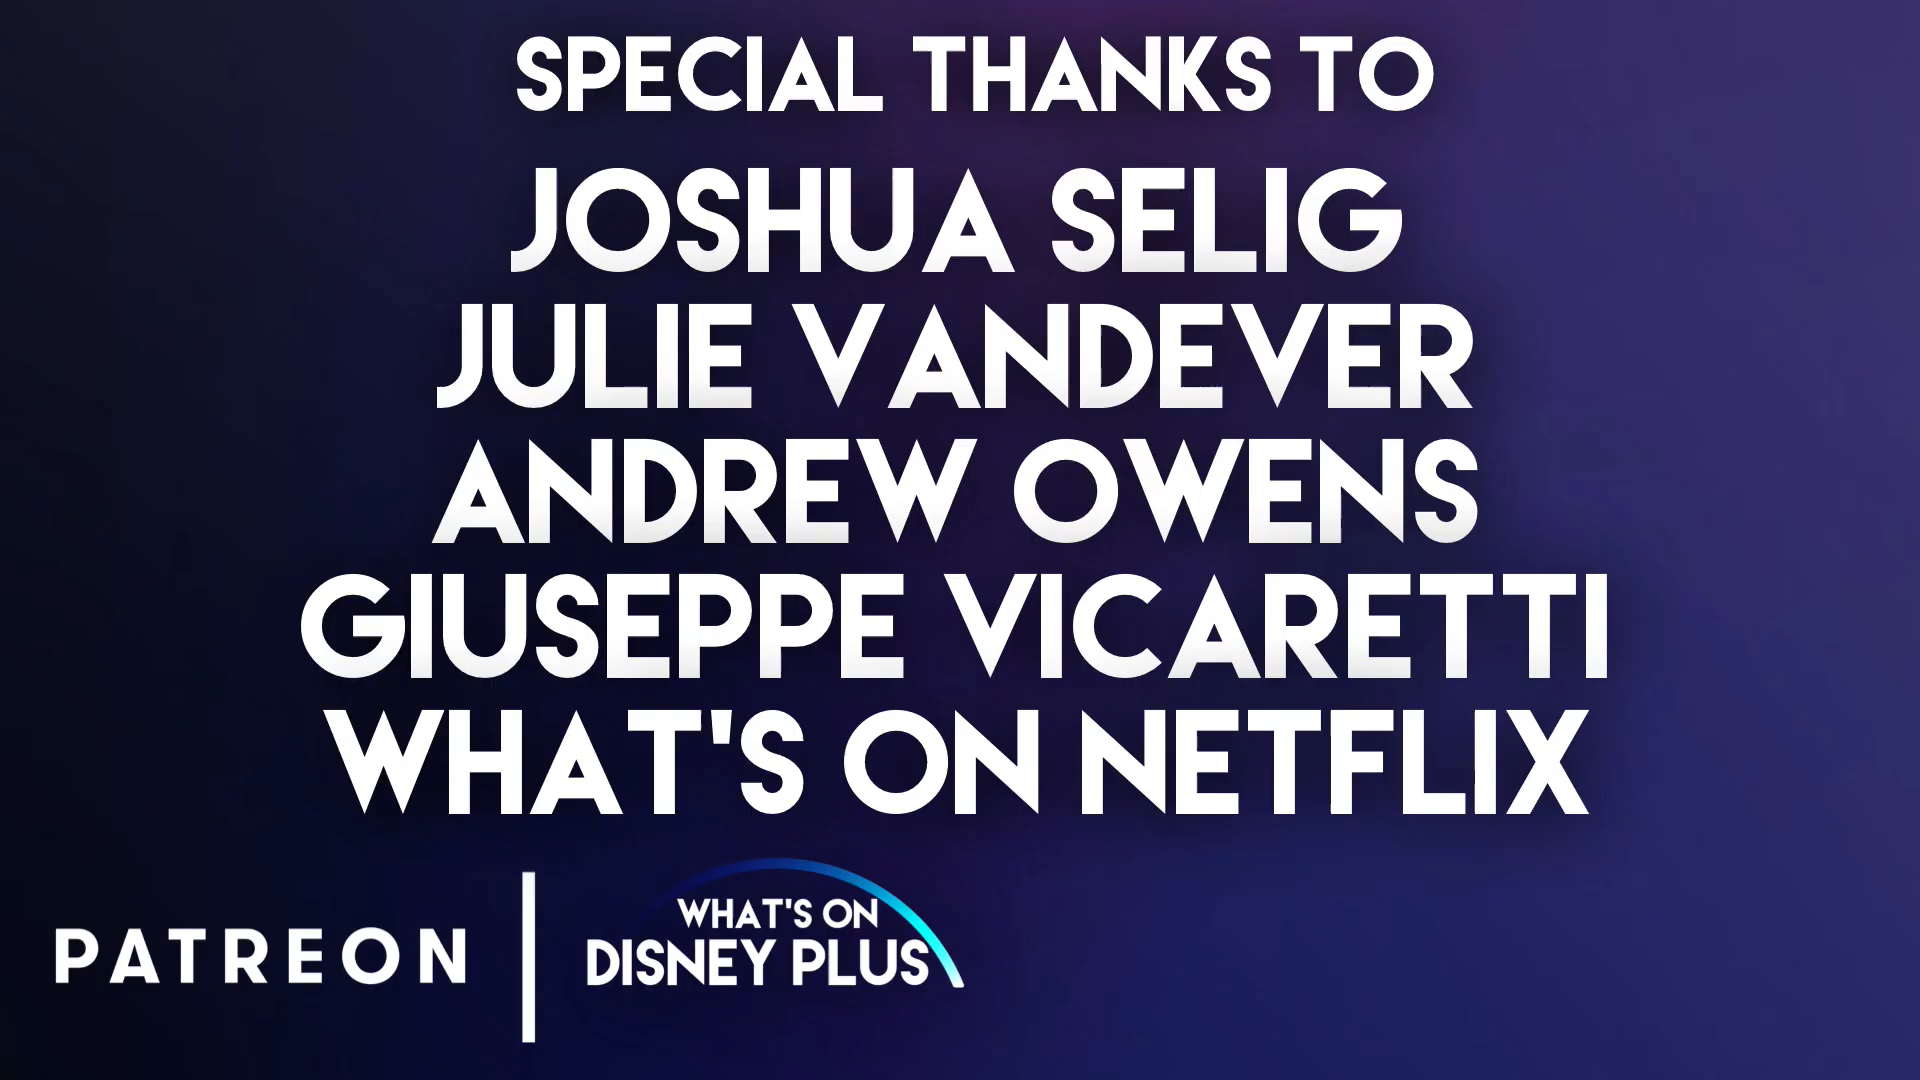 SPECIAL THANKS TO
JOSHUA SELIG
JULIE VANDEVER
ANDREW OWENS
GIUSEPPE VICARETTI
WHAT'S ON NETFLIX
PATREON
WHAT'S ON
DISNEY PLUS